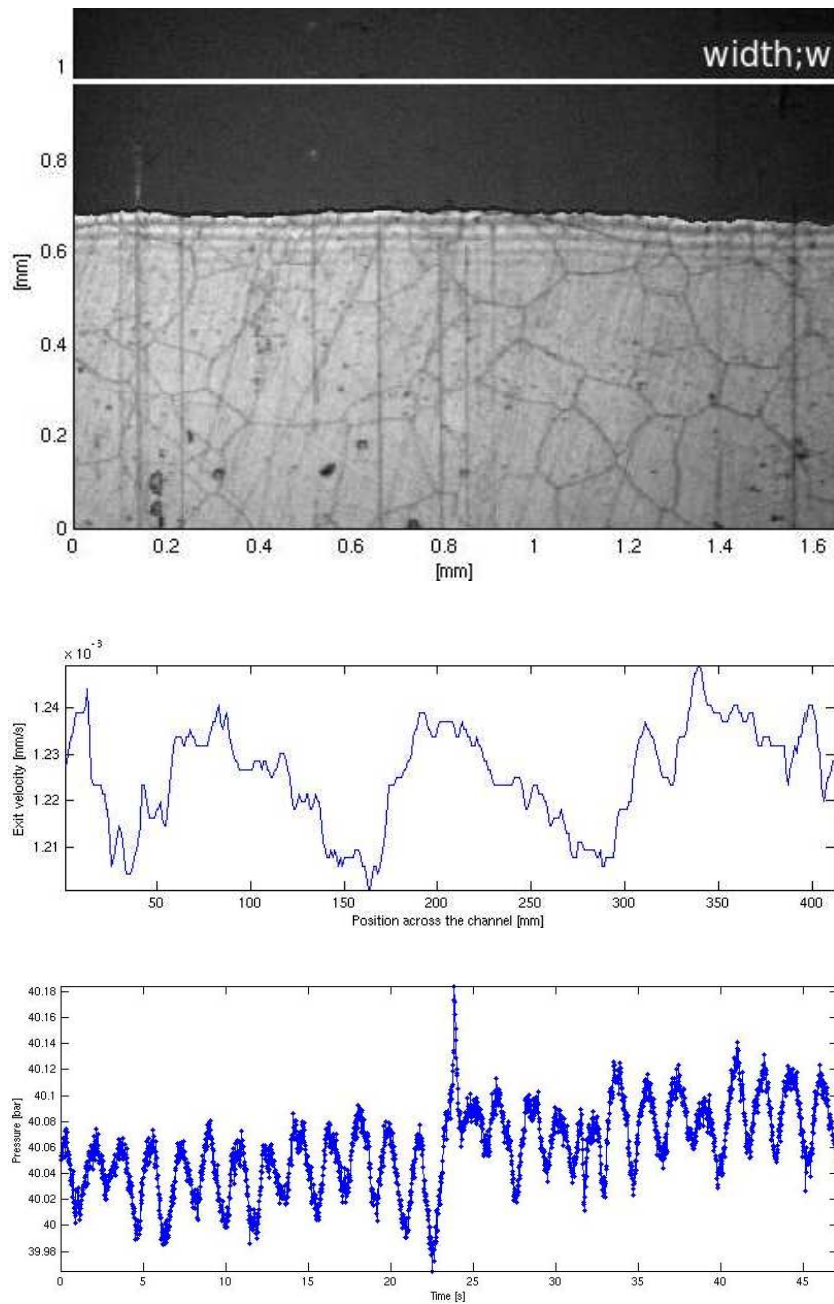 width;w
1
0.8
0.6
[mm]
0.4
0.2
0
0 0.2 0.4 0.6 0.8 1 1.2 1.4 1.6
[mm]
× 10⁻³
1.24
1.23
Exit velocity [mm/s]
1.22
1.21
50 100 150 200 250 300 350 400
Position across the channel [mm]
40.18
40.16
40.14
40.12
40.1
40.08
Pressure [bar]
40.06
40.04
40.02
40
39.98
0 5 10 15 20 25 30 35 40 45
Time [s]